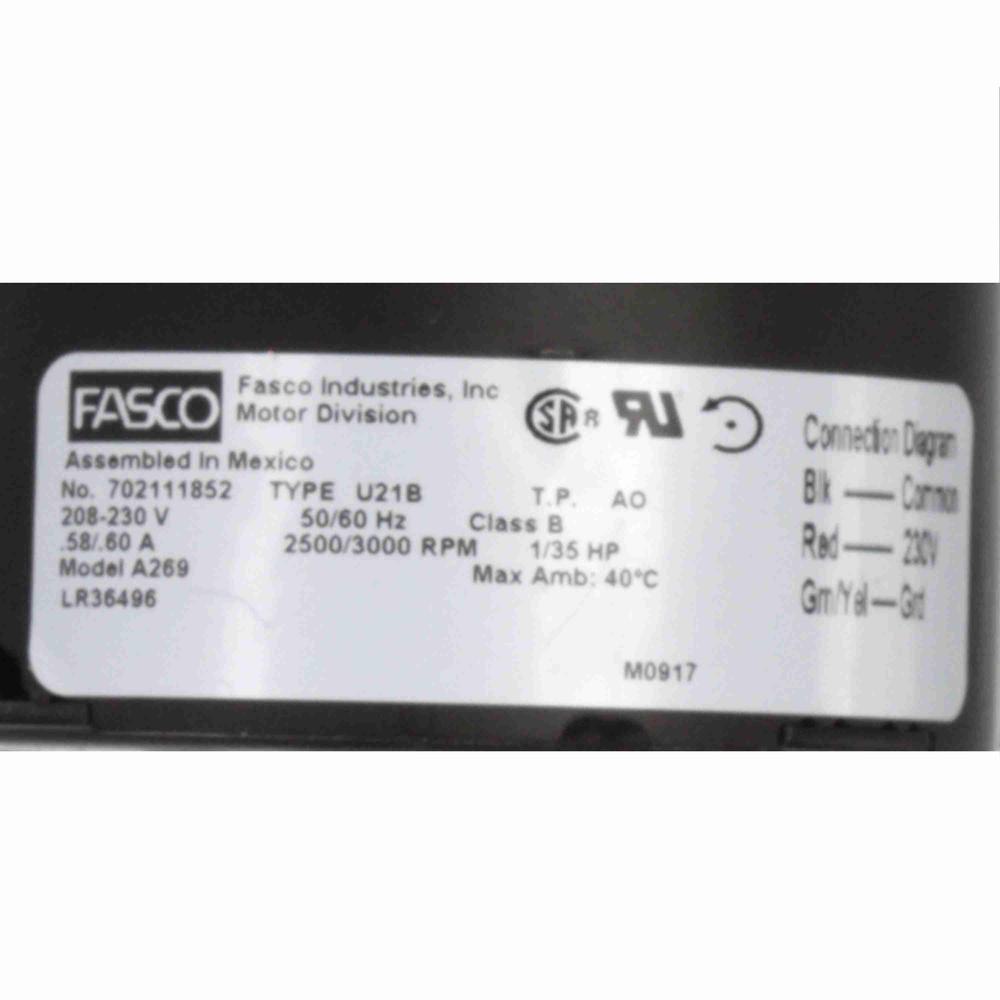 FASCO
Fasco Industries, Inc
Motor Division
Assembled In Mexico
No. 702111852 TYPE U21B T.P. AO
208-230 V 50/60 Hz Class B
.58/.60 A 2500/3000 RPM 1/35 HP
Model A269 Max Amb: 40°C
LR36496
M0917
SA R
RU
Connection Diagram
Blk — Common
Red — 230V
Grn/Yel — Grd